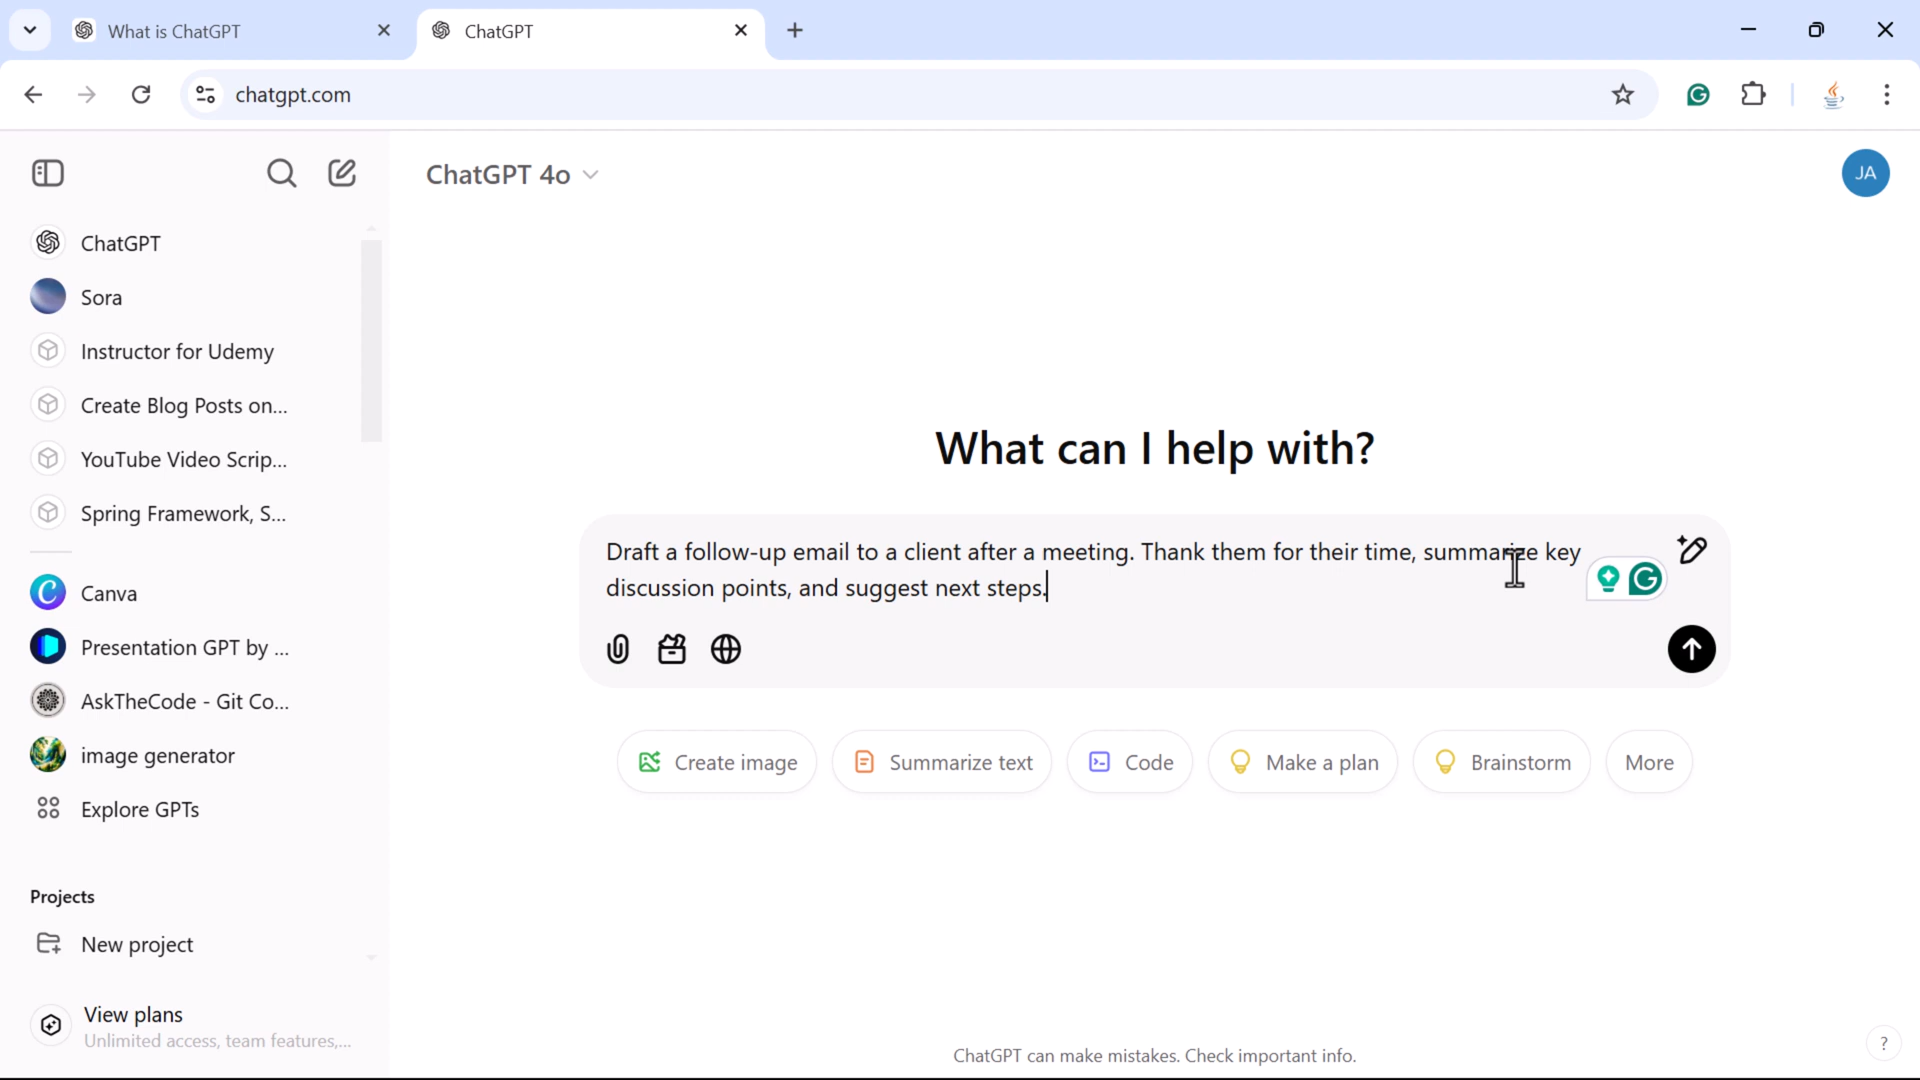 What is ChatGPT
ChatGPT
chatgpt.com
ChatGPT 4o
JA
ChatGPT
Sora
Instructor for Udemy
Create Blog Posts on...
YouTube Video Scrip...
Spring Framework, S...
Canva
Presentation GPT by ...
AskTheCode - Git Co...
image generator
Explore GPTs
Projects
New project
View plans
Unlimited access, team features,...
What can I help with?
Draft a follow-up email to a client after a meeting. Thank them for their time, summarize key
discussion points, and suggest next steps.
Create image
Summarize text
Code
Make a plan
Brainstorm
More
ChatGPT can make mistakes. Check important info.
?